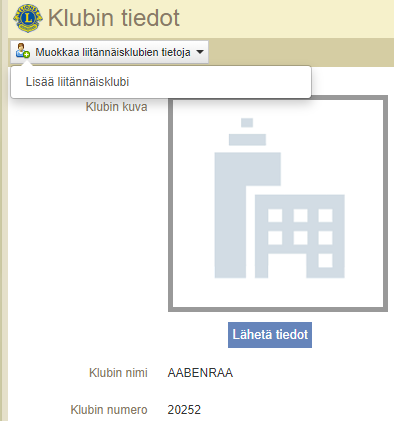 Klubin tiedot
Muokkaa liitännäisklubien tietoja
Lisää liitännäisklubi
Klubin kuva
Lähetä tiedot
Klubin nimi AABENRAA
Klubin numero 20252